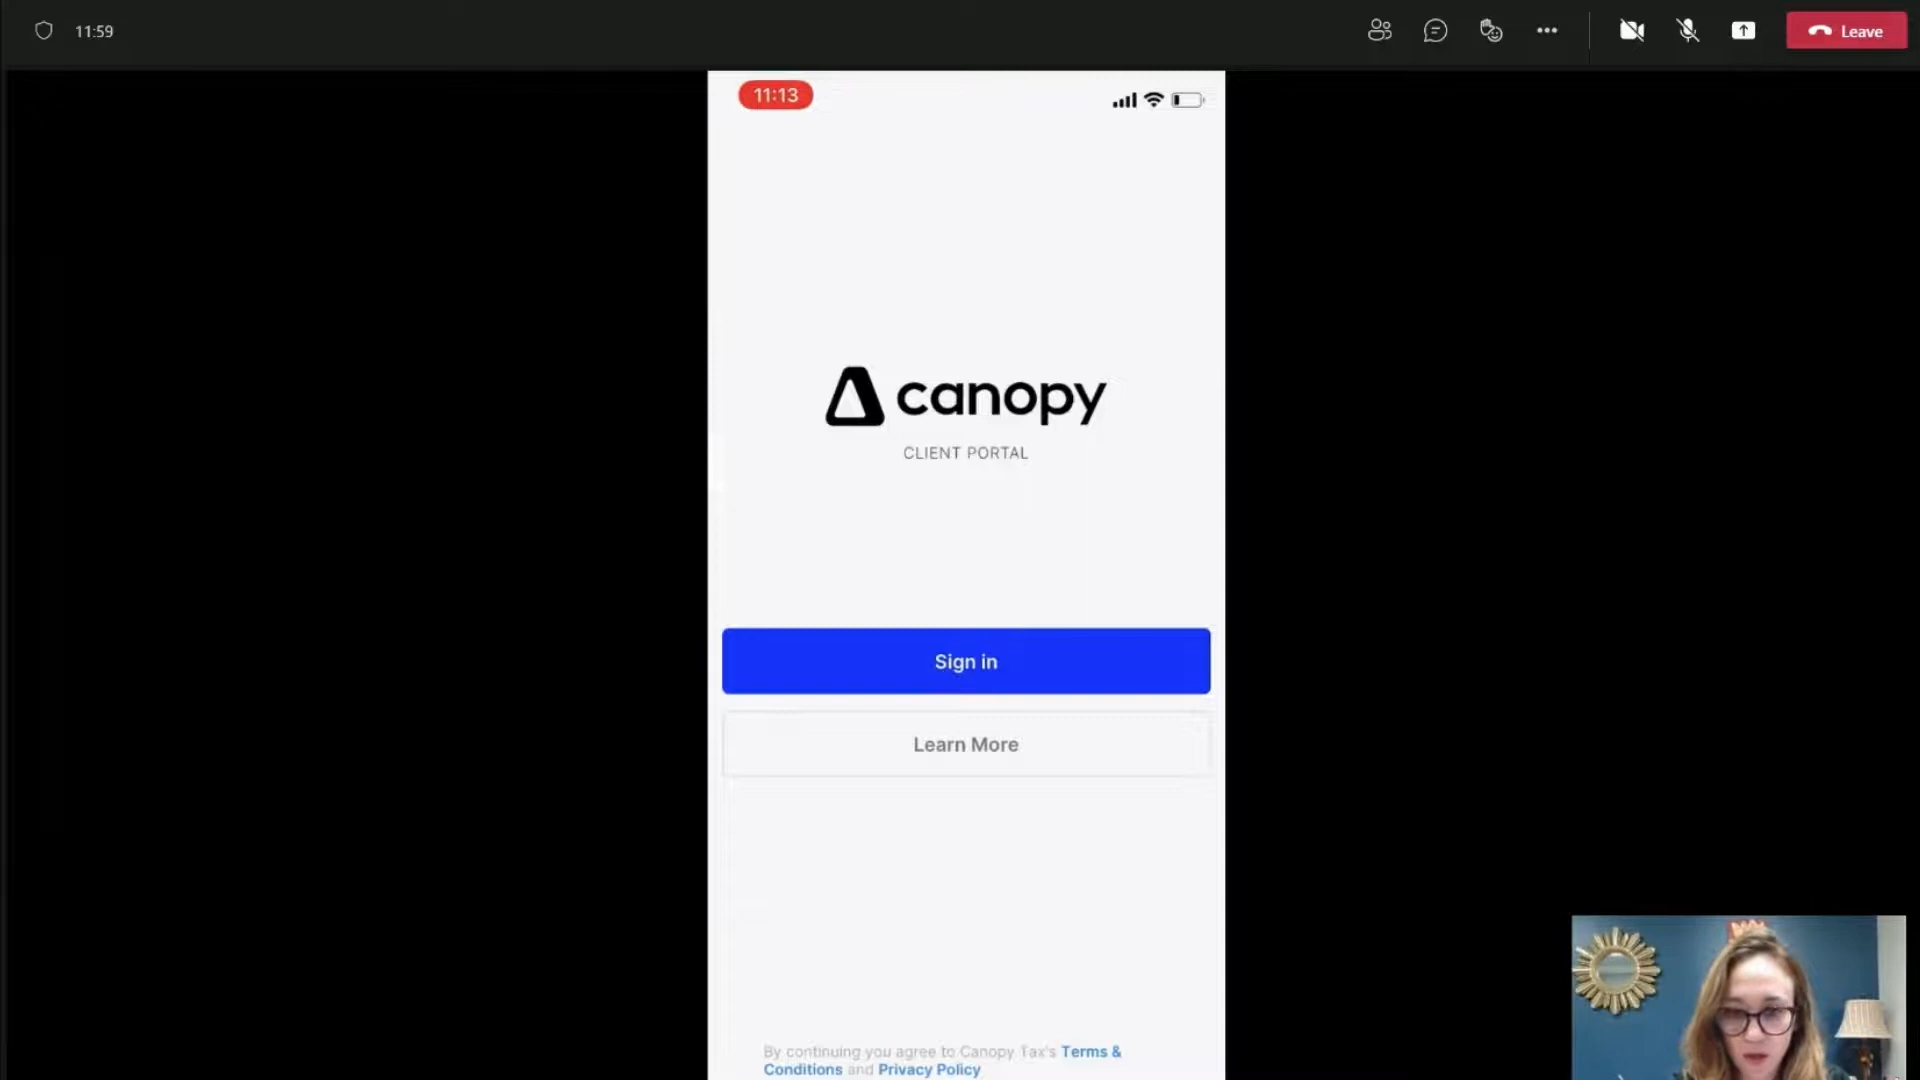 11:59
Leave
11:13
canopy
CLIENT PORTAL
Sign in
Learn More
By continuing you agree to Canopy Tax's Terms &
Conditions and Privacy Policy